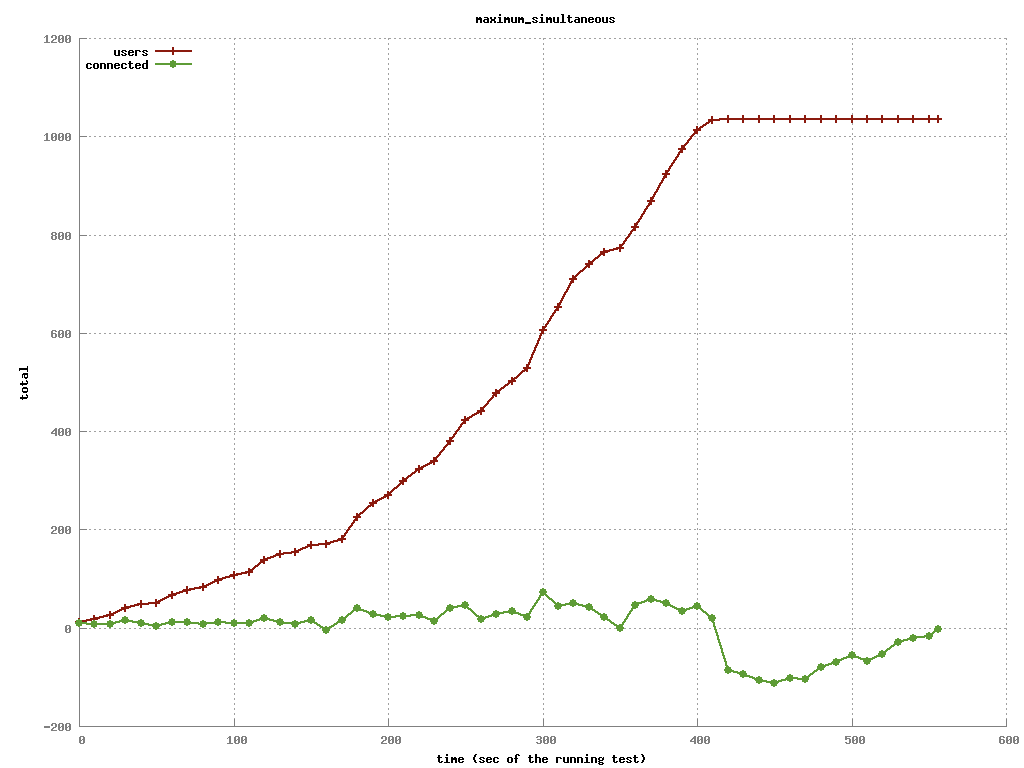 maximum_simultaneous
users
connected
1200
1000
800
600
400
200
0
-200
total
0 100 200 300 400 500 600
time (sec of the running test)